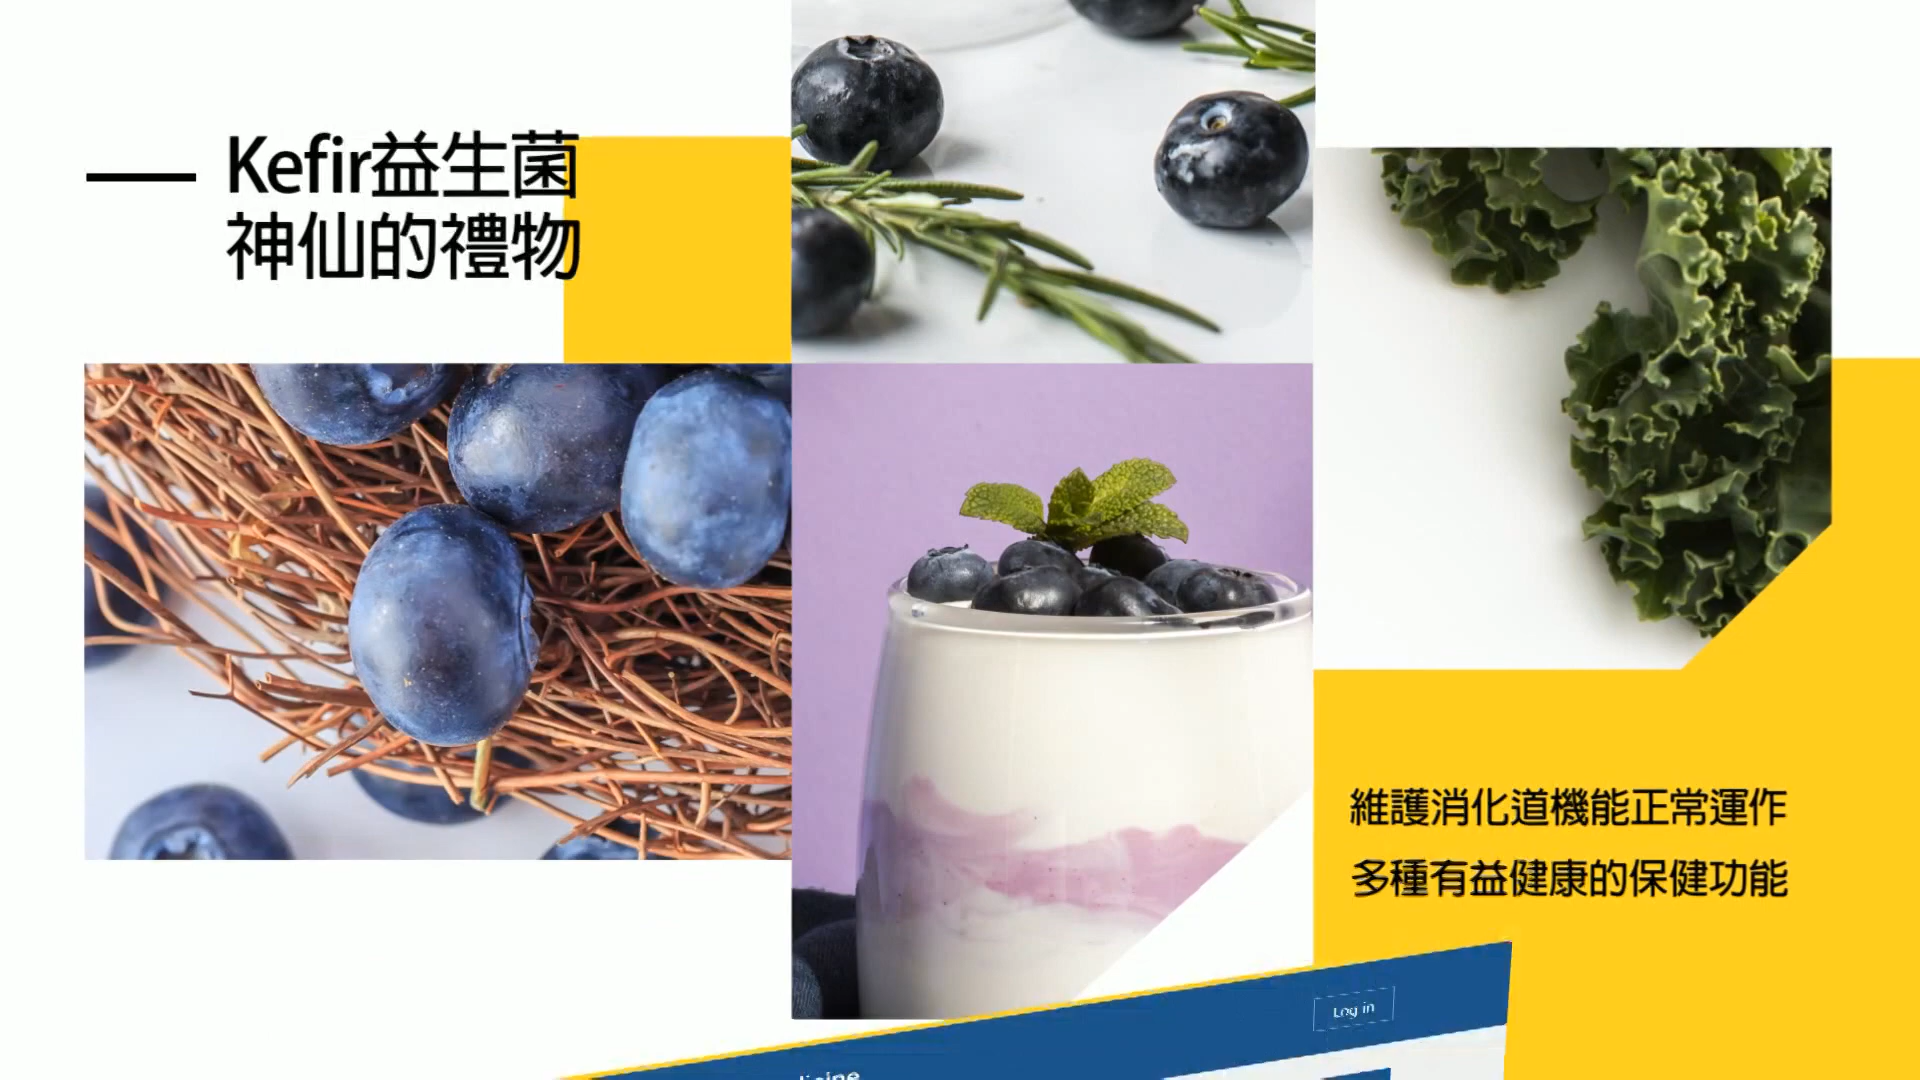 Kefir益生菌
神仙的禮物
維護消化道機能正常運作
多種有益健康的保健功能
Log in